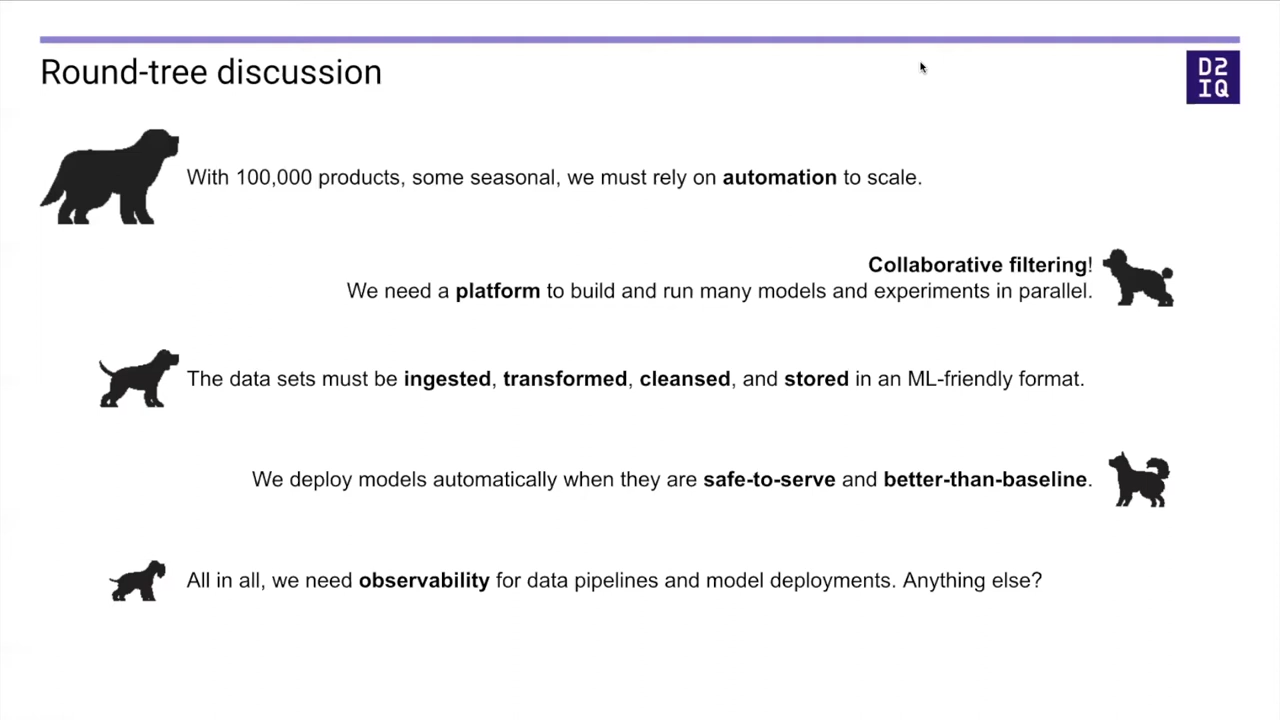 Round-tree discussion
D2
IQ
With 100,000 products, some seasonal, we must rely on automation to scale.
Collaborative filtering!
We need a platform to build and run many models and experiments in parallel.
The data sets must be ingested, transformed, cleansed, and stored in an ML-friendly format.
We deploy models automatically when they are safe-to-serve and better-than-baseline.
All in all, we need observability for data pipelines and model deployments. Anything else?